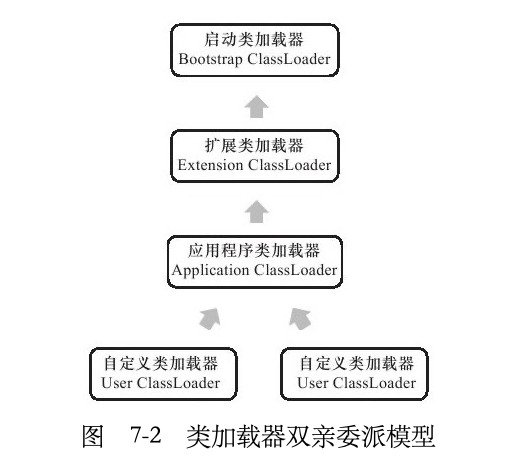 启动类加载器
Bootstrap ClassLoader
扩展类加载器
Extension ClassLoader
应用程序类加载器
Application ClassLoader
自定义类加载器
User ClassLoader
自定义类加载器
User ClassLoader
图 7-2 类加载器双亲委派模型